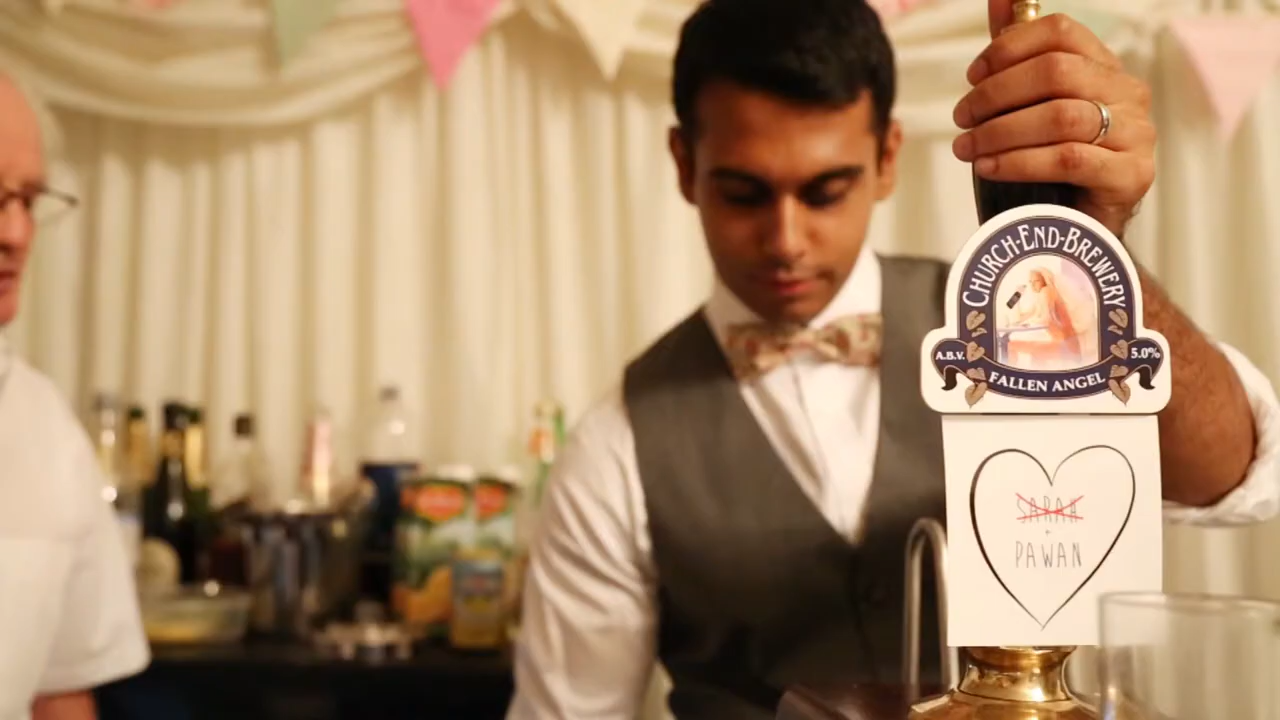 CHURCH-END-BREWERY
A.B.V. 5.0%
FALLEN ANGEL
SARAH
+
PAWAN